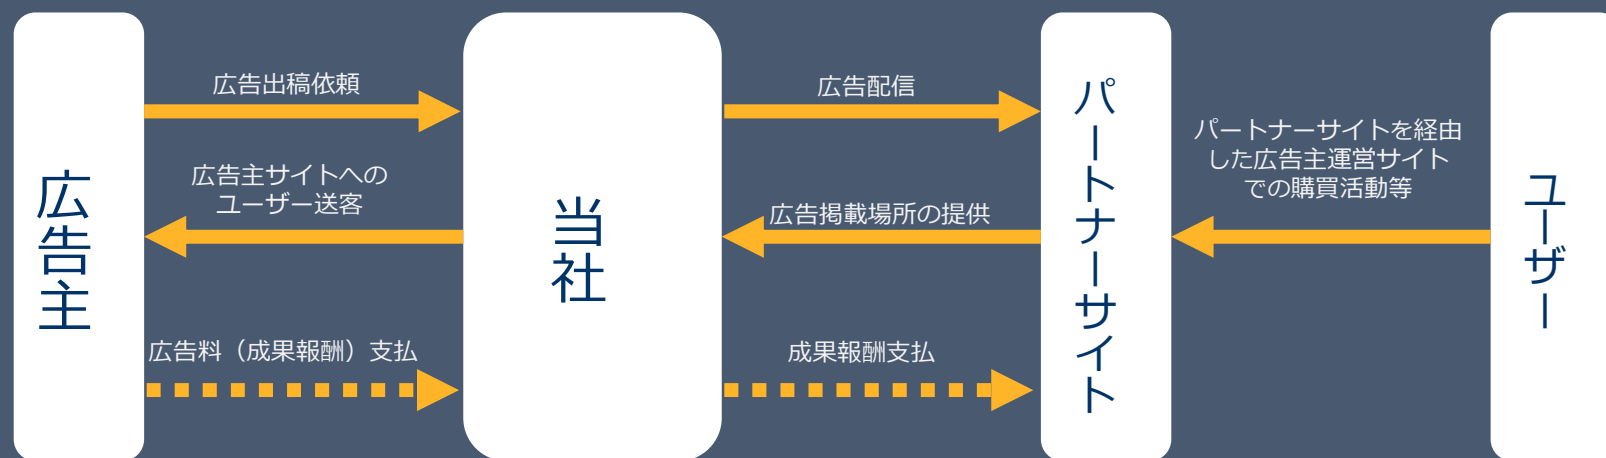 広告主
広告出稿依頼
広告主サイトへの
ユーザー送客
広告料（成果報酬）支払
当社
広告配信
広告掲載場所の提供
成果報酬支払
パートナーサイト
パートナーサイトを経由
した広告主運営サイト
での購買活動等
ユーザー